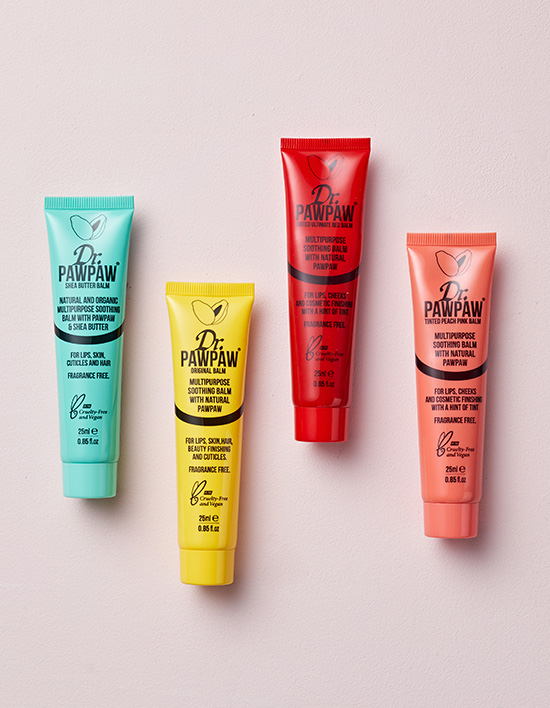 Dr.
PAWPAW
SHEA BUTTER BALM
NATURAL AND ORGANIC
MULTIPURPOSE SOOTHING
BALM WITH PAWPAW
& SHEA BUTTER
FOR LIPS, SKIN,
CUTICLES AND HAIR
FRAGRANCE FREE.
Cruelty-Free
and Vegan
25ml e
0.85 fl.oz
Dr.
PAWPAW
ORIGINAL BALM
MULTIPURPOSE
SOOTHING BALM
WITH NATURAL
PAWPAW
FOR LIPS, SKIN, HAIR,
BEAUTY FINISHING
AND CUTICLES.
FRAGRANCE FREE.
Cruelty-Free
and Vegan
25ml e
0.85 fl.oz
Dr.
PAWPAW
TINTED ULTIMATE RED BALM
MULTIPURPOSE
SOOTHING BALM
WITH NATURAL
PAWPAW
FOR LIPS, CHEEKS
AND COSMETIC FINISHING
WITH A HINT OF TINT
FRAGRANCE FREE.
Cruelty-Free
and Vegan
25ml e
0.85 fl.oz
Dr.
PAWPAW
TINTED PEACH PINK BALM
MULTIPURPOSE
SOOTHING BALM
WITH NATURAL
PAWPAW
FOR LIPS, CHEEKS
AND COSMETIC FINISHING
WITH A HINT OF TINT
FRAGRANCE FREE.
Cruelty-Free
and Vegan
25ml e
0.85 fl.oz